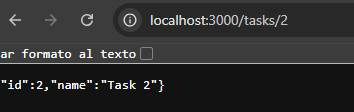 localhost:3000/tasks/2
ar formato al texto
"id":2,"name":"Task 2"}